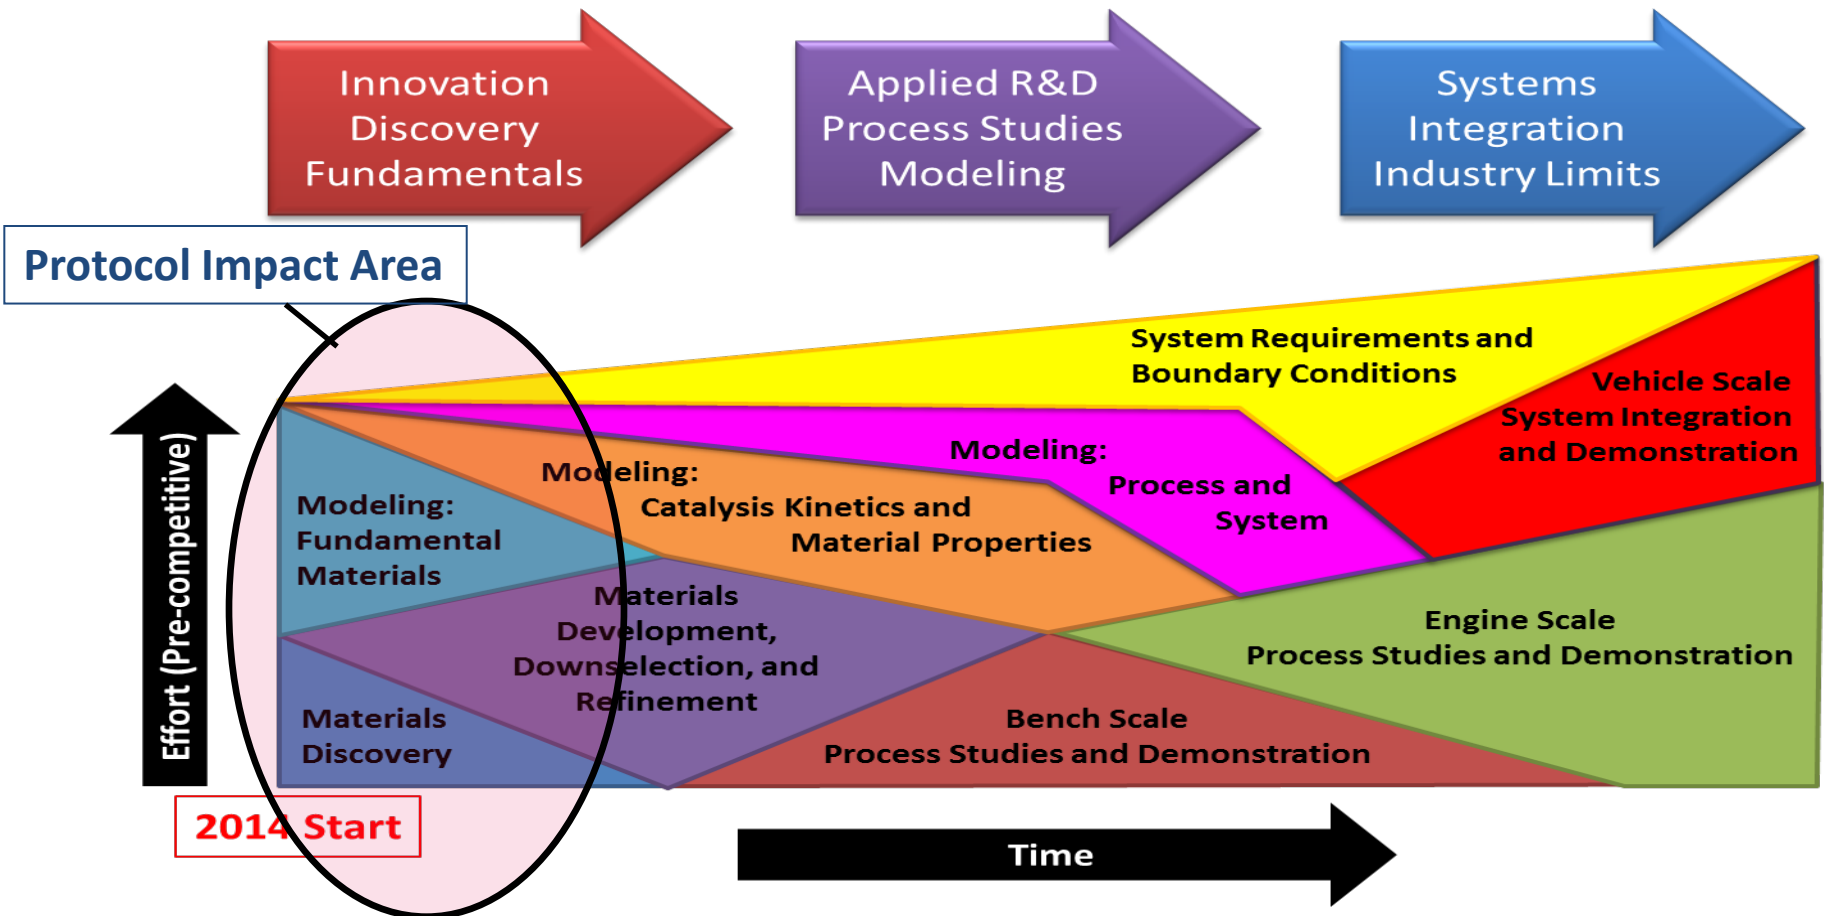 Innovation
Discovery
Fundamentals
Applied R&D
Process Studies
Modeling
Systems
Integration
Industry Limits
Protocol Impact Area
System Requirements and
Boundary Conditions
Vehicle Scale
System Integration
and Demonstration
Modeling:
Process and
System
Modeling:
Catalysis Kinetics and
Material Properties
Modeling:
Fundamental
Materials
Materials
Development,
Downselection, and
Refinement
Engine Scale
Process Studies and Demonstration
Materials
Discovery
Bench Scale
Process Studies and Demonstration
Effort (Pre-competitive)
2014 Start
Time